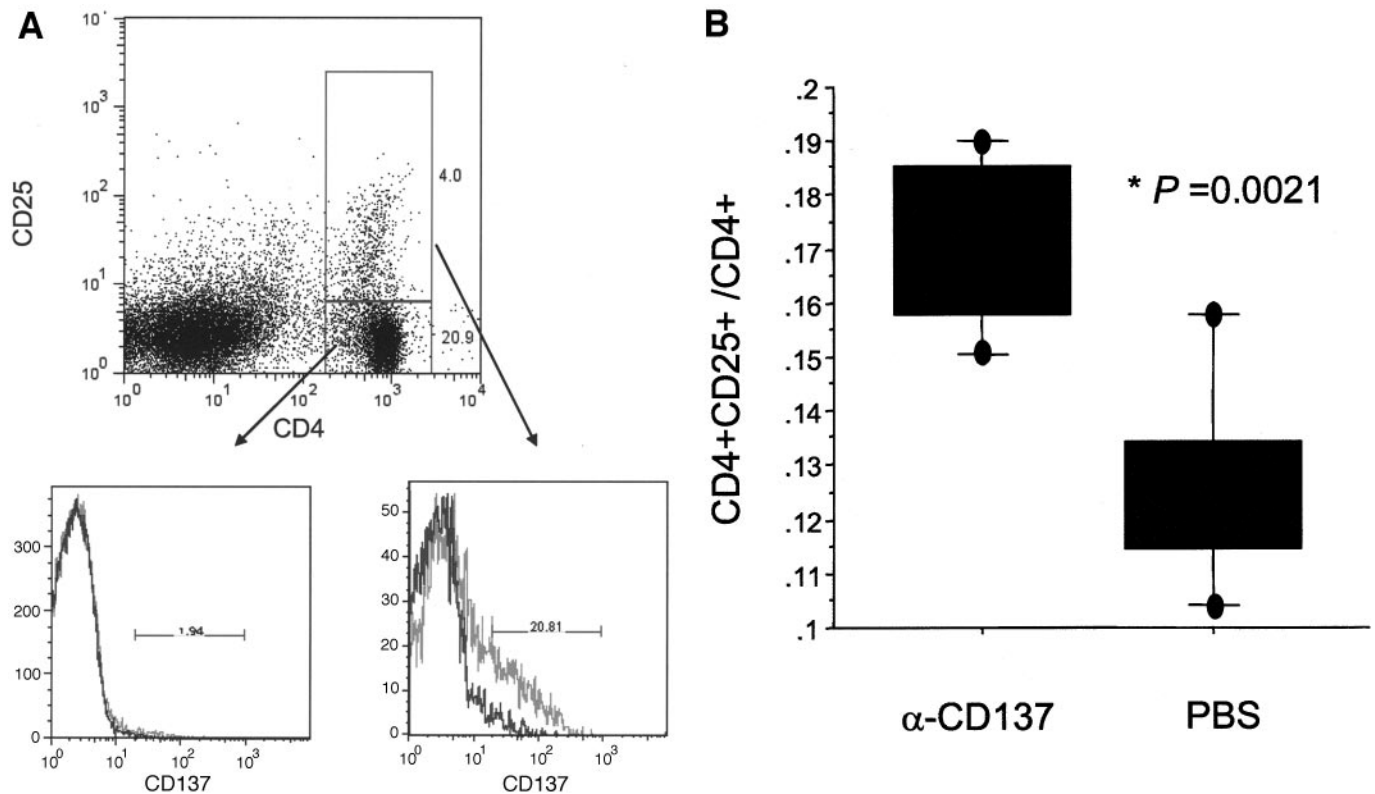 A
CD25
10⁴
10³
10²
10¹
10⁰
4.0
20.9
10⁰ 10¹ 10² 10³ 10⁴
CD4
300
200
100
0
1.94
10⁰ 10¹ 10² 10³
CD137
50
40
30
20
10
0
20.81
10⁰ 10¹ 10² 10³
CD137
B
CD4+CD25+ /CD4+
.2
.19
.18
.17
.16
.15
.14
.13
.12
.11
.1
* P =0.0021
α-CD137 PBS